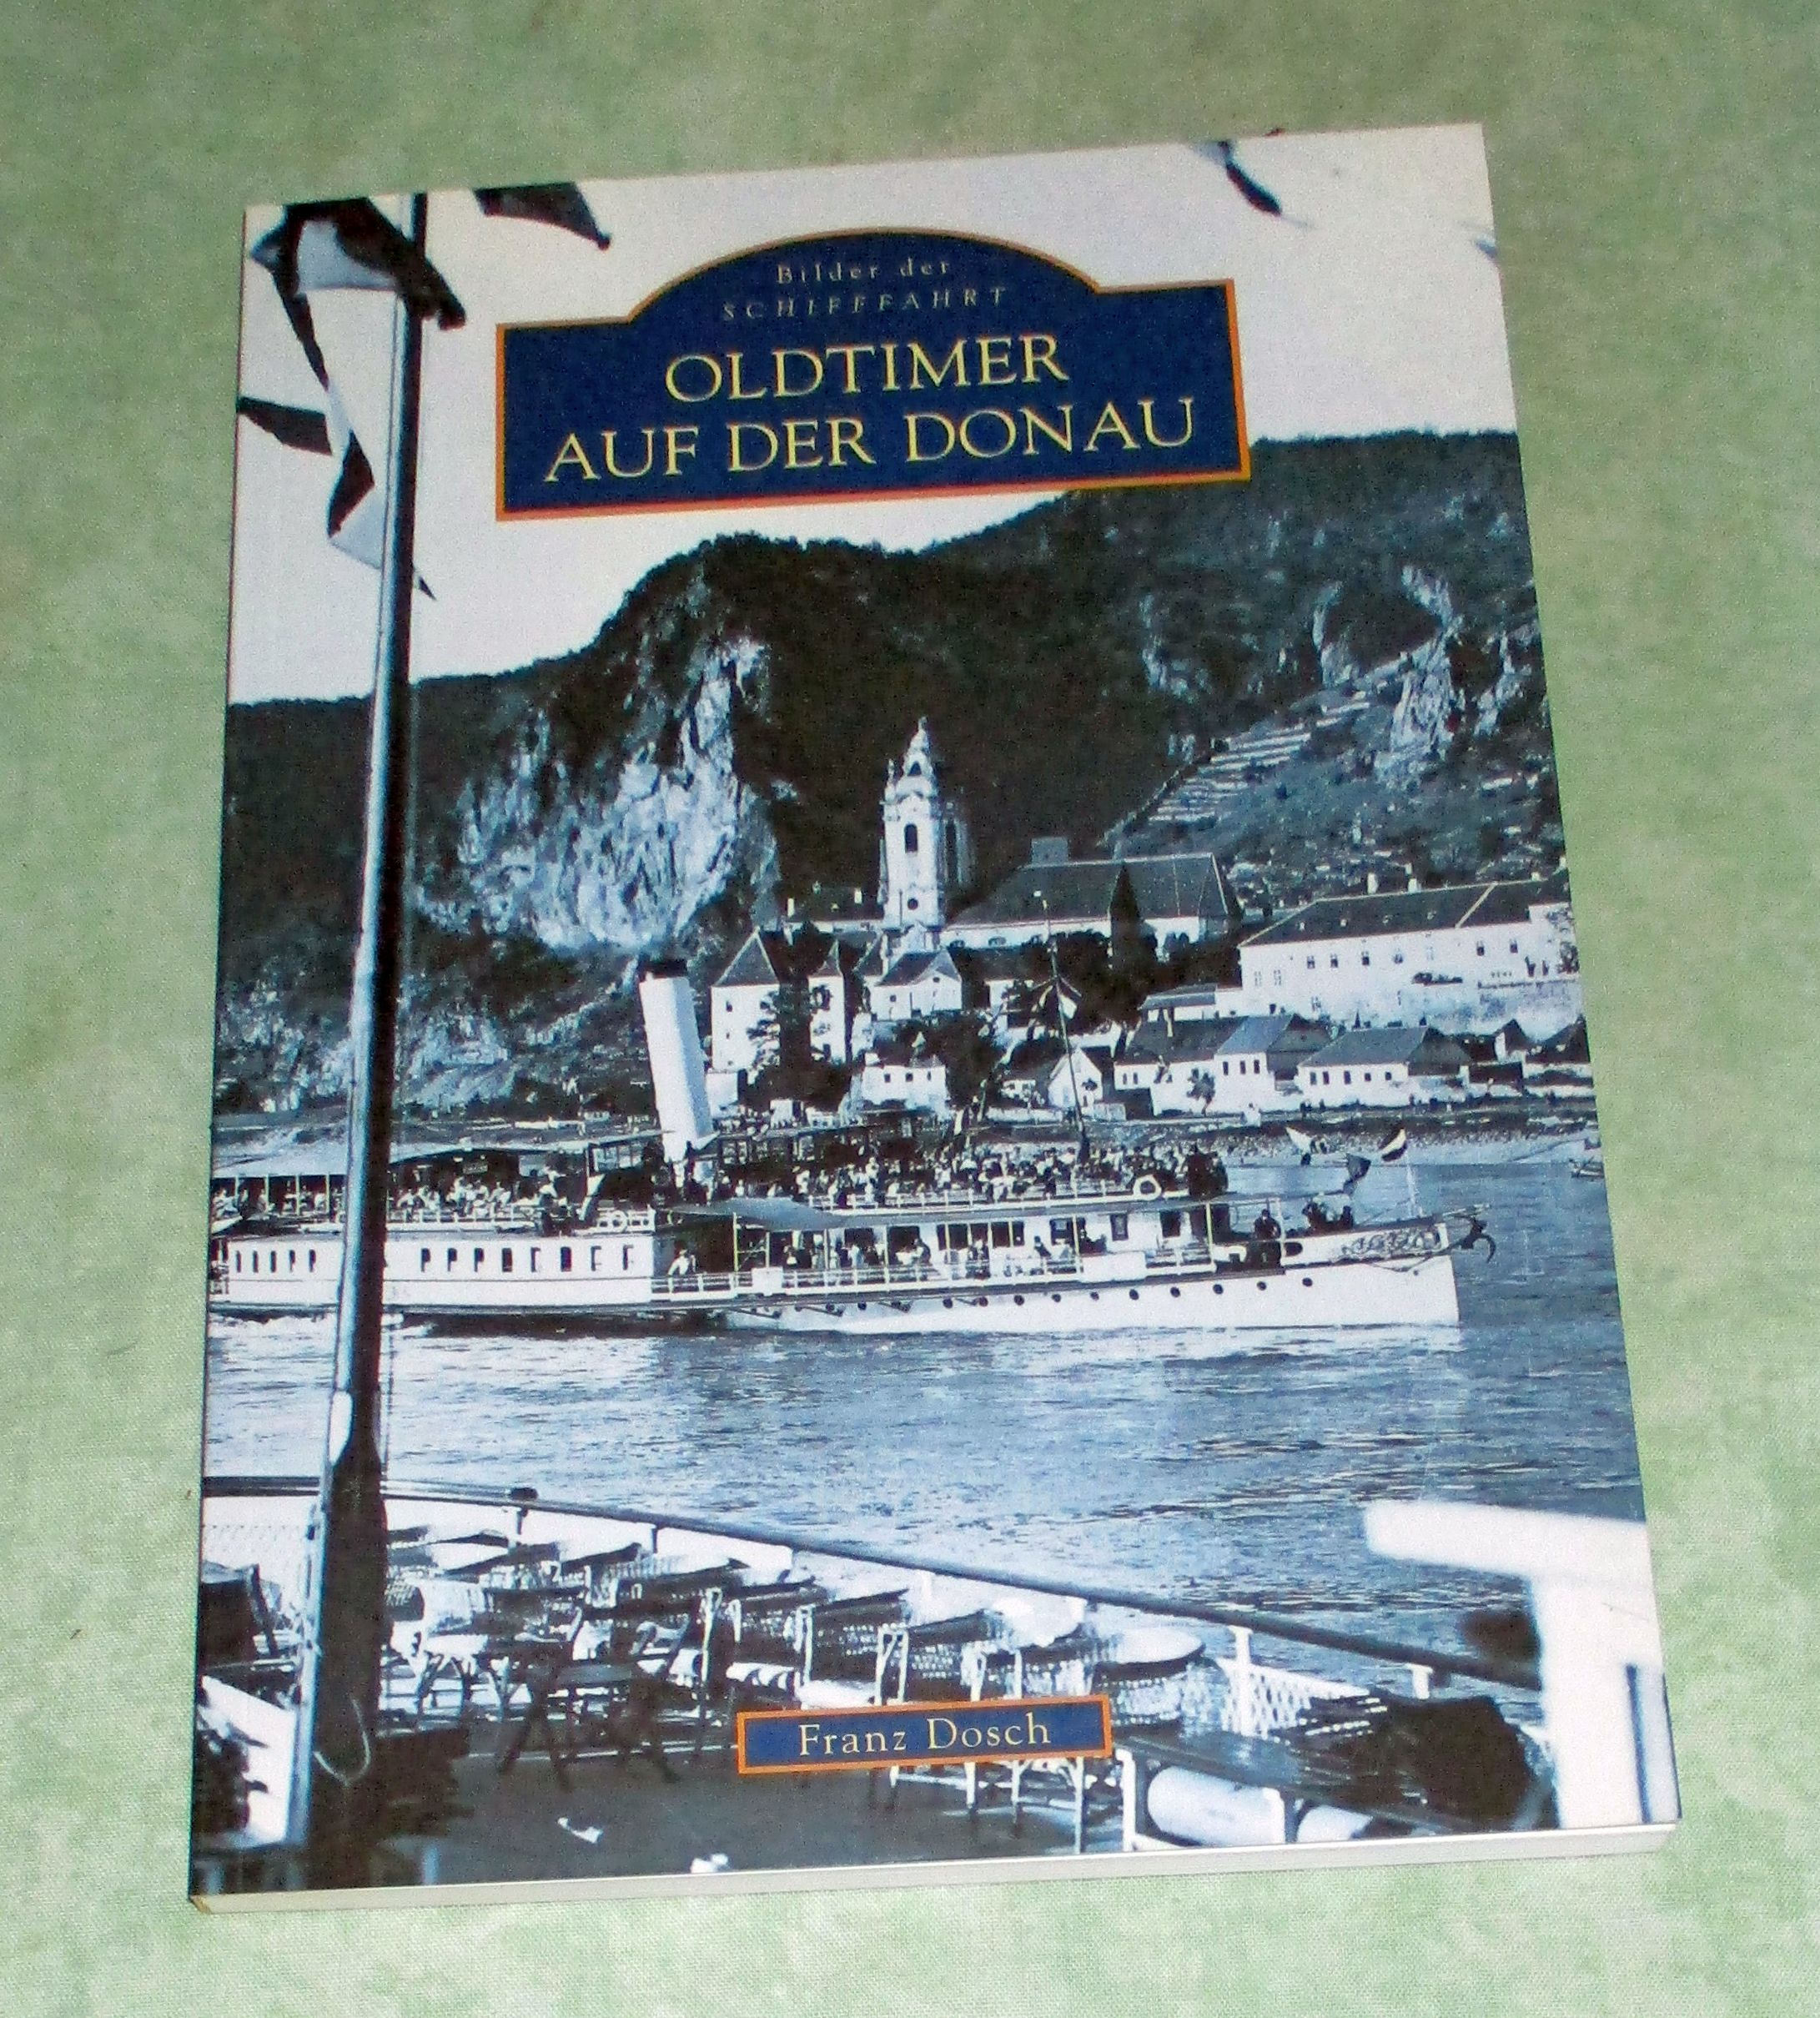 Bilder der
SCHIFFFAHRT
OLDTIMER
AUF DER DONAU
Franz Dosch